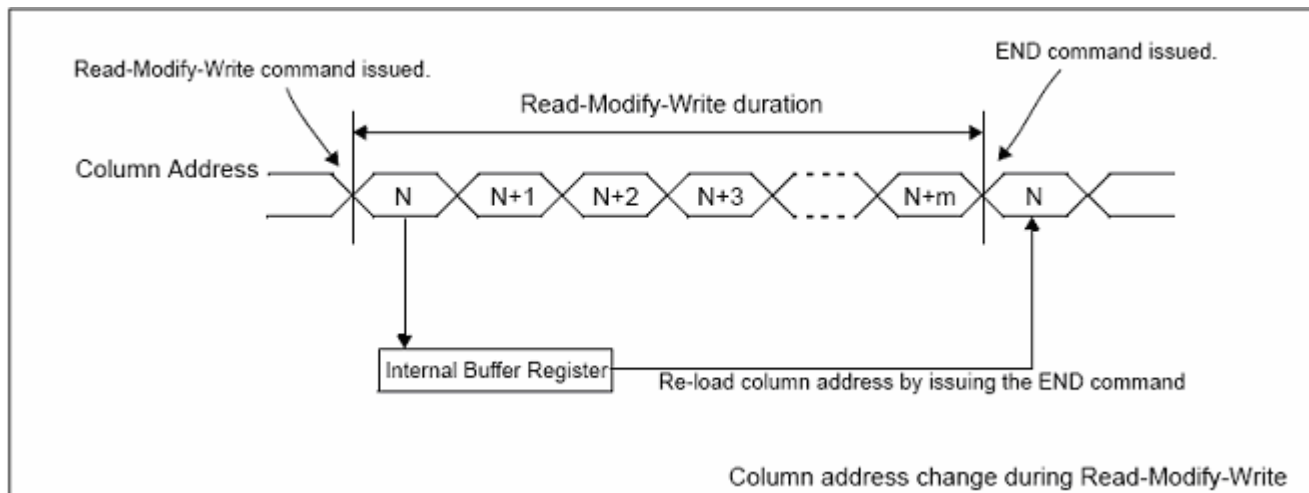 END command issued.
Read-Modify-Write command issued.
Read-Modify-Write duration
Column Address
N N+1 N+2 N+3 N+m N
Internal Buffer Register
Re-load column address by issuing the END command
Column address change during Read-Modify-Write